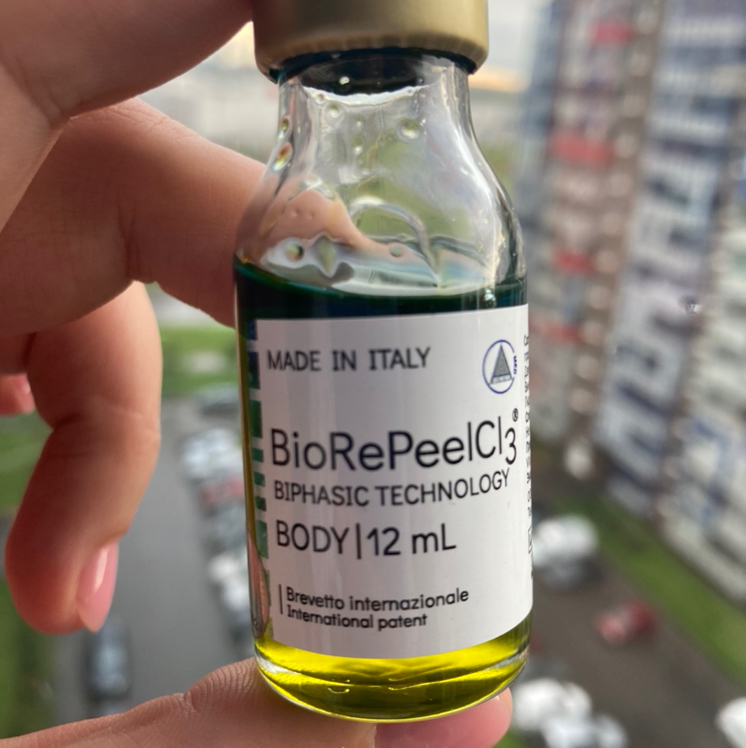 MADE IN ITALY
BioRePeelCl3®
BIPHASIC TECHNOLOGY
BODY|12 mL
Brevetto internazionale
International patent